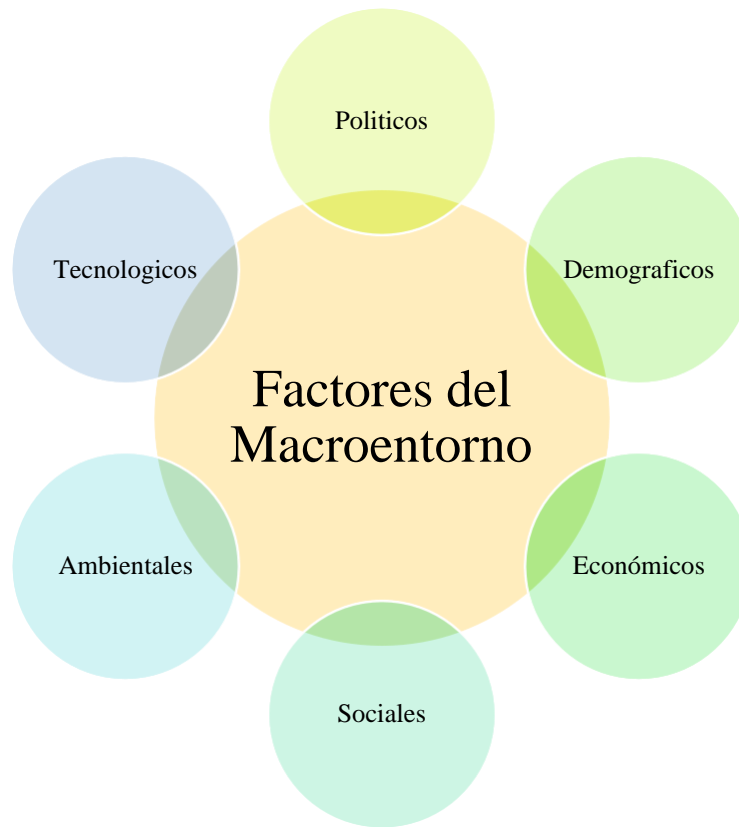 Politicos
Tecnologicos
Demograficos
Factores del
Macroentorno
Ambientales
Económicos
Sociales